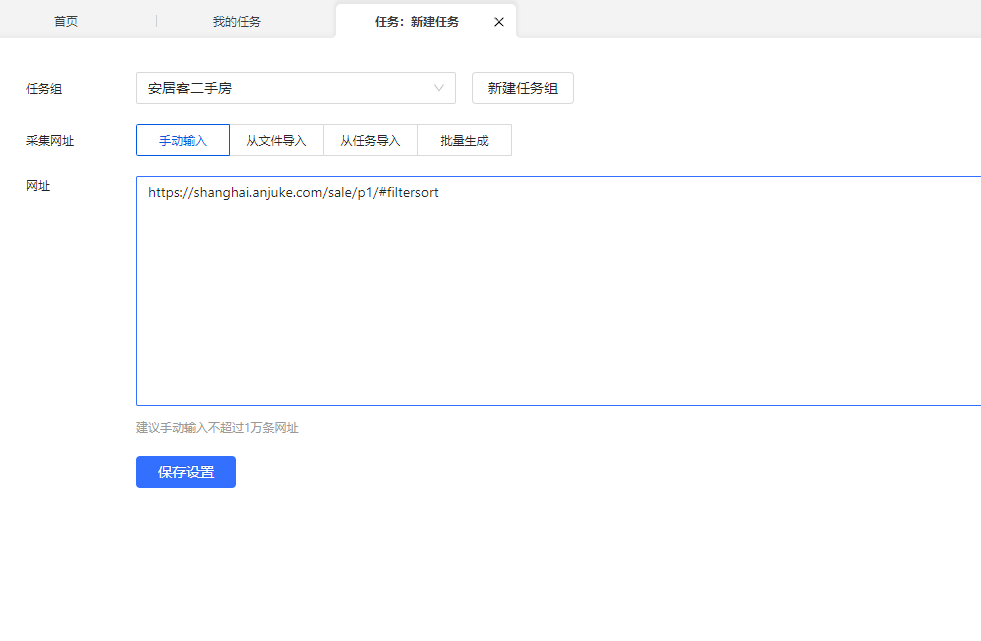 首页 我的任务 任务：新建任务
任务组 安居客二手房 新建任务组
采集网址 手动输入 从文件导入 从任务导入 批量生成
网址 https://shanghai.anjuke.com/sale/p1/#filtersort
建议手动输入不超过1万条网址
保存设置